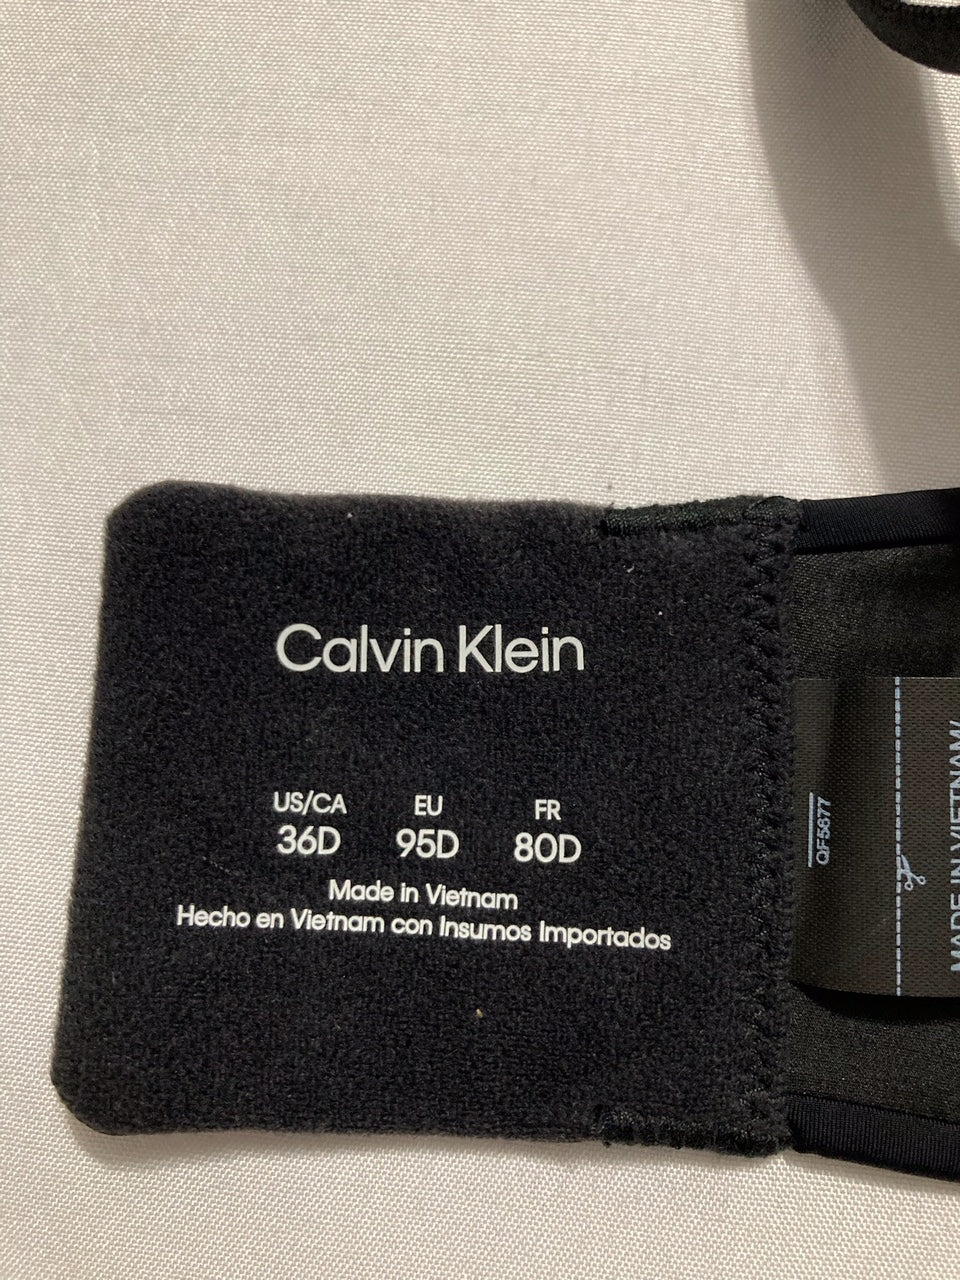 Calvin Klein
US/CA EU FR
36D 95D 80D
Made in Vietnam
Hecho en Vietnam con Insumos Importados
QF5677
MADE IN VIETNAM/